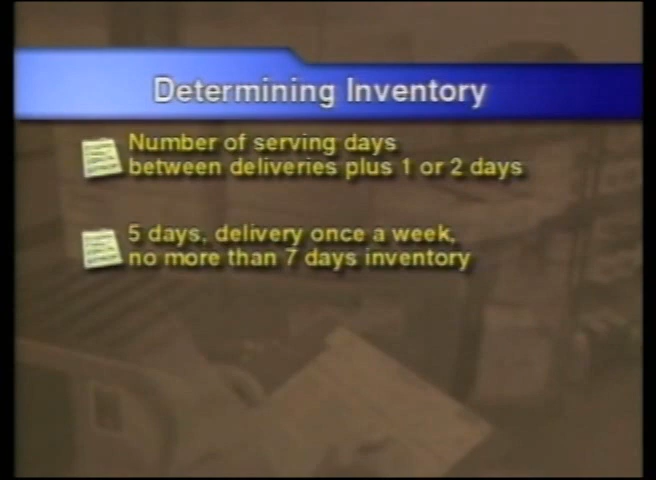 Determining Inventory
Number of serving days
between deliveries plus 1 or 2 days
5 days, delivery once a week,
no more than 7 days inventory